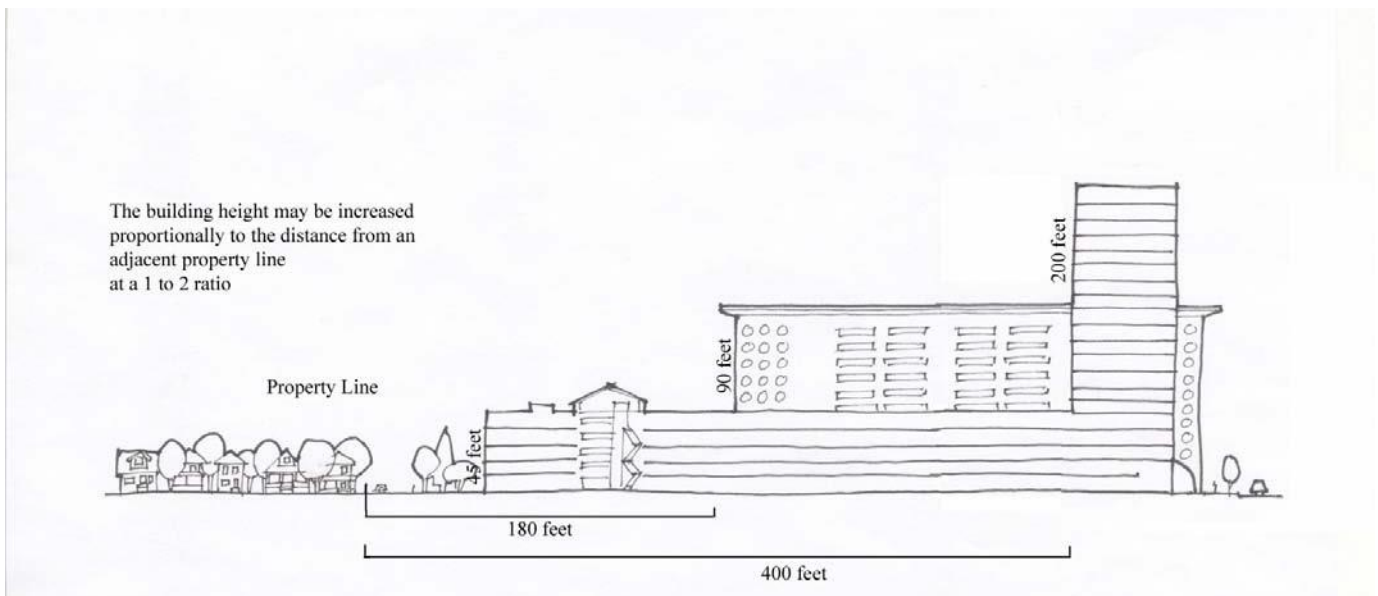 The building height may be increased
proportionally to the distance from an
adjacent property line
at a 1 to 2 ratio
200 feet
90 feet
Property Line
45 feet
180 feet
400 feet